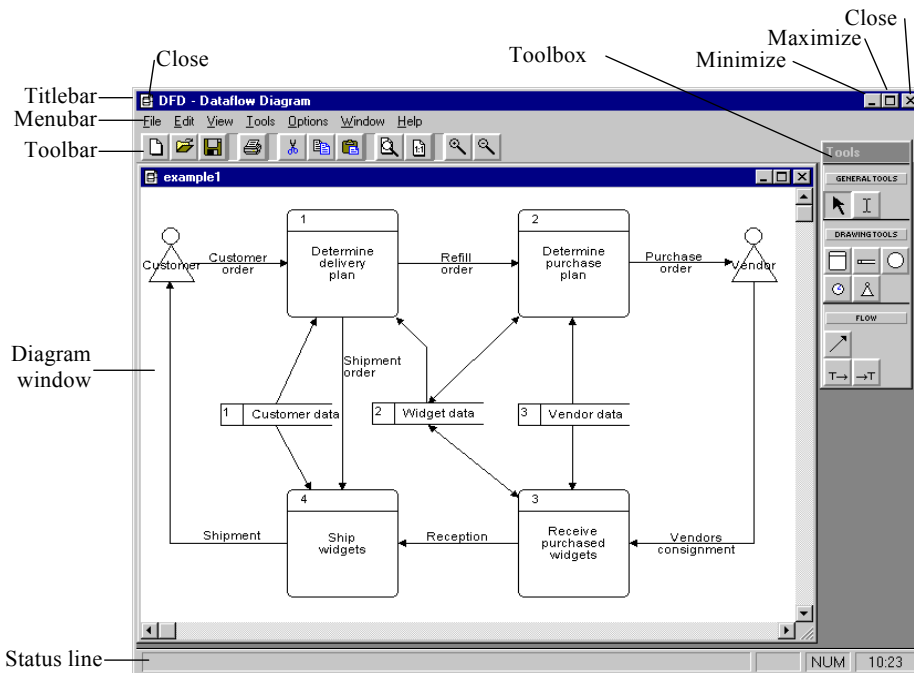 Close
Maximize
Minimize
Toolbox
Close
Titlebar
DFD - Dataflow Diagram
Menubar
File Edit View Tools Options Window Help
Toolbar
1:1
Tools
example1
GENERAL TOOLS
DRAWING TOOLS
FLOW
T→ →T
1
Determine
delivery
plan
2
Determine
purchase
plan
Customer
Customer
order
Refill
order
Purchase
order
Vendor
Diagram
window
Shipment
order
1 Customer data
2 Widget data
3 Vendor data
4
Ship
widgets
3
Receive
purchased
widgets
Shipment
Reception
Vendors
consignment
Status line
NUM 10:23